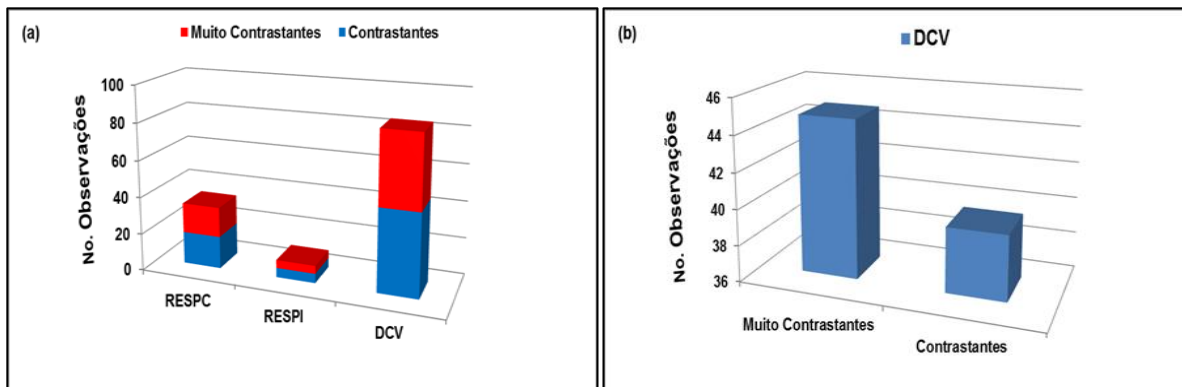 (a)
Muito Contrastantes Contrastantes
No. Observações
100
80
60
40
20
0
RESPC
RESPI
DCV
(b)
DCV
No. Observações
46
44
42
40
38
36
Muito Contrastantes
Contrastantes